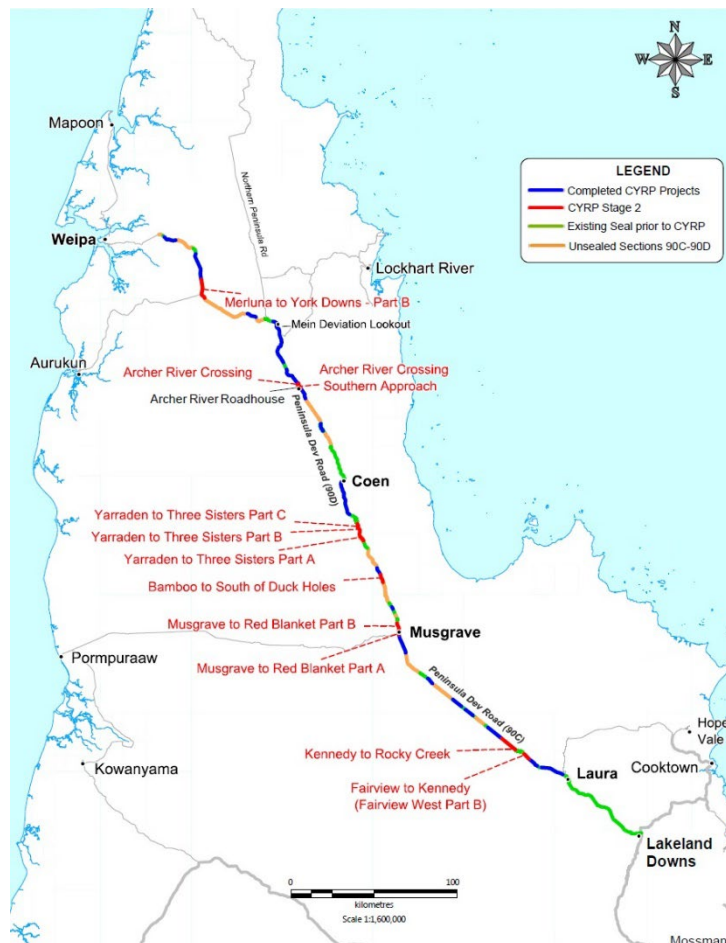 N
W E
S
Mapoon
Northern Peninsula Rd
LEGEND
Completed CYRP Projects
CYRP Stage 2
Existing Seal prior to CYRP
Unsealed Sections 90C-90D
Weipa
Lockhart River
Merluna to York Downs - Part B
Mein Deviation Lookout
Aurukun
Archer River Crossing
Archer River Crossing
Southern Approach
Archer River Roadhouse
Peninsula Dev Road (90D)
Coen
Yarraden to Three Sisters Part C
Yarraden to Three Sisters Part B
Yarraden to Three Sisters Part A
Bamboo to South of Duck Holes
Musgrave to Red Blanket Part B
Musgrave
Pormpuraaw
Musgrave to Red Blanket Part A
Peninsula Dev Road (90C)
Hope
Vale
Kennedy to Rocky Creek
Kowanyama
Cooktown
Laura
Fairview to Kennedy
(Fairview West Part B)
Lakeland
Downs
0 100
kilometres
Scale 1:1,600,000
Mossman